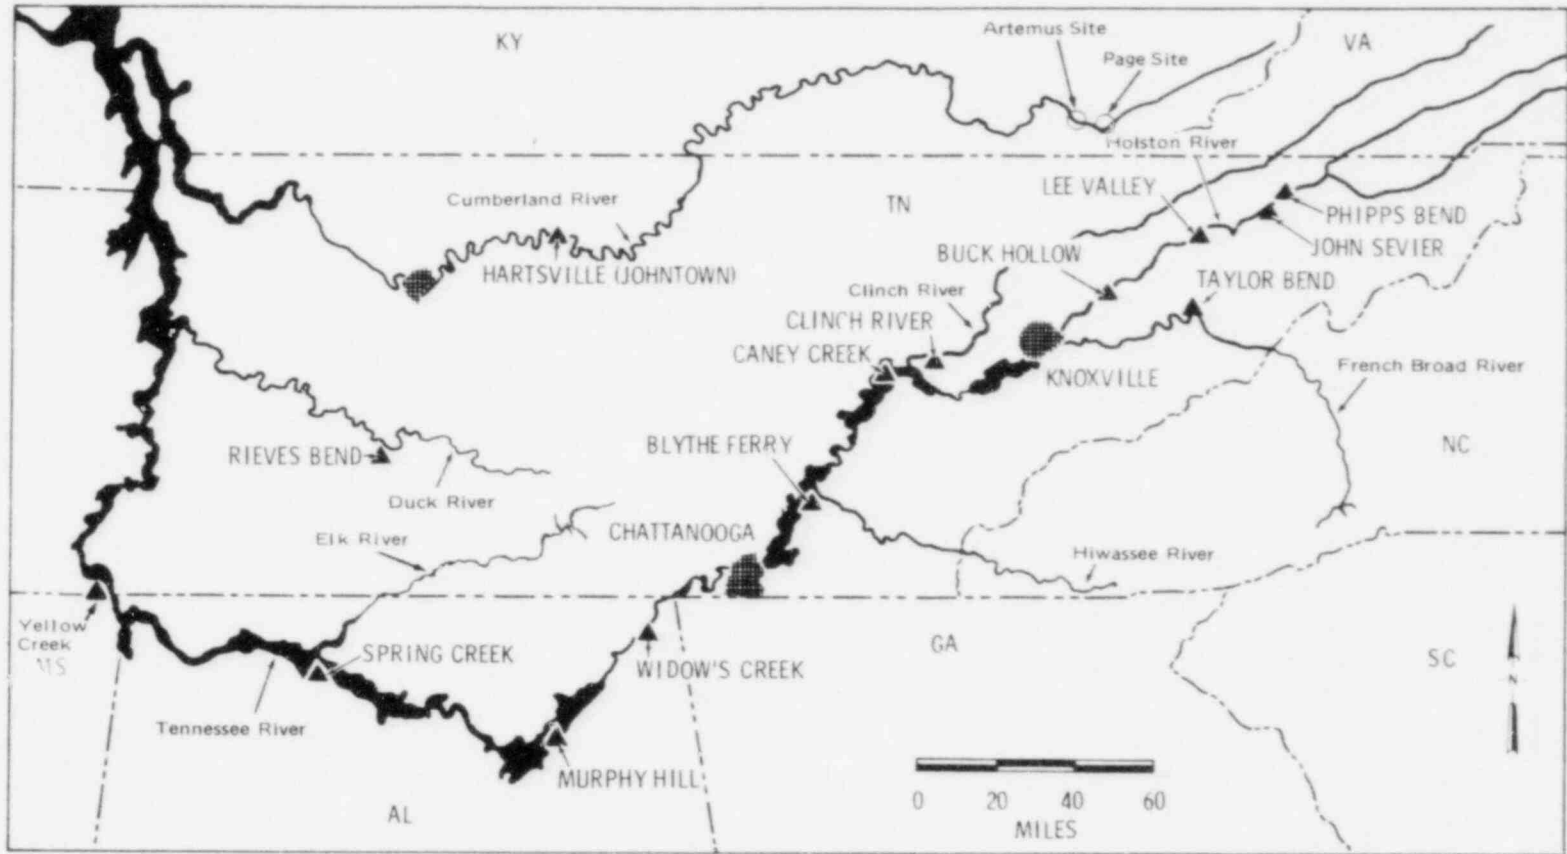 KY
Artemus Site
VA
Page Site
Holston River
LEE VALLEY
Cumberland River
TN
PHIPPS BEND
JOHN SEVIER
BUCK HOLLOW
HARTSVILLE (JOHNTOWN)
TAYLOR BEND
Clinch River
CLINCH RIVER
CANEY CREEK
KNOXVILLE
French Broad River
BLYTHE FERRY
NC
RIEVES BEND
Duck River
CHATTANOOGA
Elk River
Hiwassee River
Yellow
Creek
MS
SPRING CREEK
WIDOW'S CREEK
GA
SC
N
Tennessee River
MURPHY HILL
AL
0 20 40 60
MILES